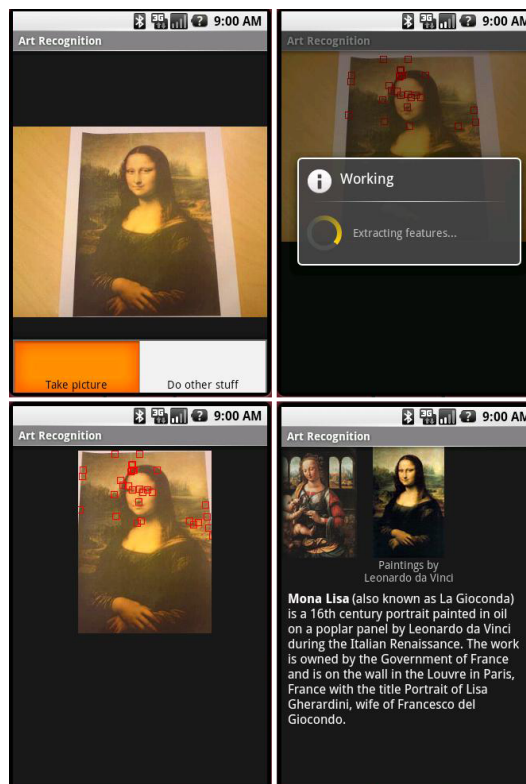 9:00 AM
Art Recognition
Take picture
Do other stuff
9:00 AM
Art Recognition
Working
Extracting features...
9:00 AM
Art Recognition
9:00 AM
Art Recognition
Paintings by
Leonardo da Vinci
Mona Lisa (also known as La Gioconda)
is a 16th century portrait painted in oil
on a poplar panel by Leonardo da Vinci
during the Italian Renaissance. The work
is owned by the Government of France
and is on the wall in the Louvre in Paris,
France with the title Portrait of Lisa
Gherardini, wife of Francesco del
Giocondo.